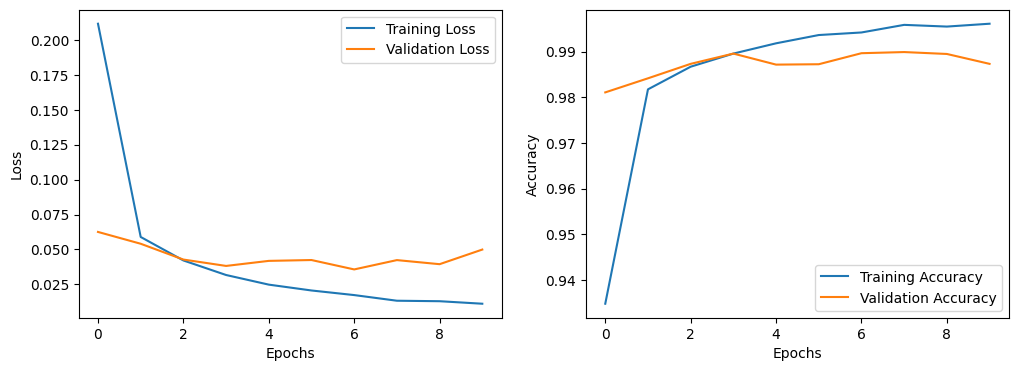 0.200
0.175
0.150
0.125
0.100
0.075
0.050
0.025
Loss
0 2 4 6 8
Epochs
Training Loss
Validation Loss
0.99
0.98
0.97
0.96
0.95
0.94
Accuracy
0 2 4 6 8
Epochs
Training Accuracy
Validation Accuracy